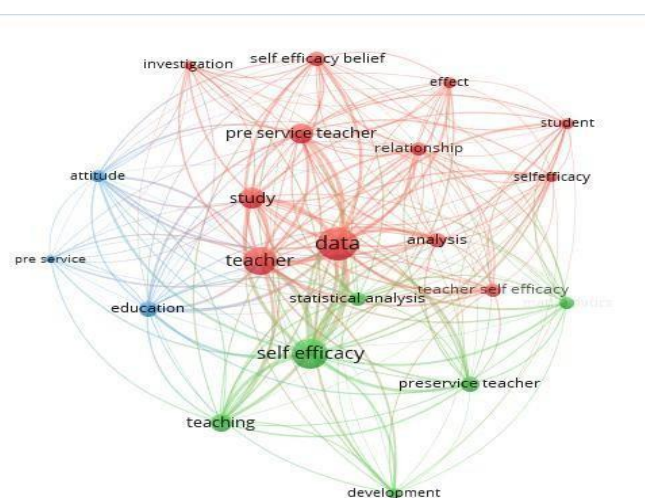 self efficacy belief
investigation
effect
student
pre service teacher
relationship
attitude
selfefficacy
study
data
analysis
pre service
teacher
teacher self efficacy
statistical analysis
education
self efficacy
preservice teacher
teaching
development